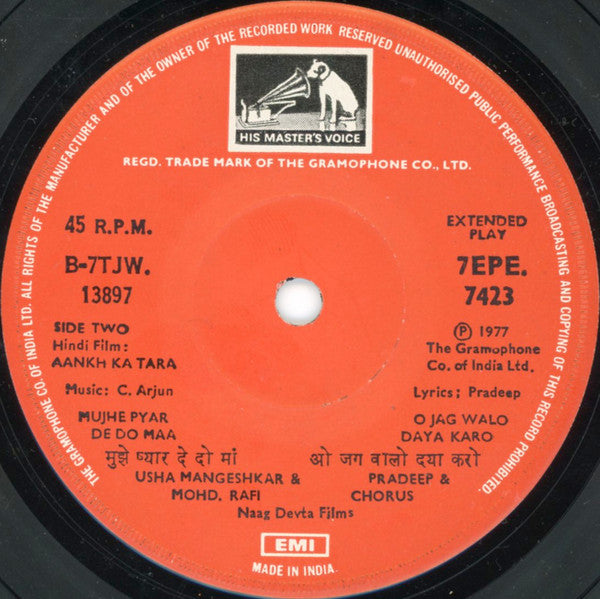 THE GRAMOPHONE CO. OF INDIA LTD. ALL RIGHTS OF THE MANUFACTURER AND OF THE OWNER OF THE RECORDED WORK RESERVED UNAUTHORISED PUBLIC PERFORMANCE BROADCASTING AND COPYING OF THIS RECORD PROHIBITED
HIS MASTER'S VOICE
REGD. TRADE MARK OF THE GRAMOPHONE CO., LTD.
45 R.P.M.
B-7TJW.
13897
EXTENDED
PLAY
7EPE.
7423
SIDE TWO
Hindi Film:
AANKH KA TARA
Music: C. Arjun
Ⓟ 1977
The Gramophone
Co. of India Ltd.
Lyrics; Pradeep
MUJHE PYAR
DE DO MAA
मुझे प्यार दे दो माँ
USHA MANGESHKAR &
MOHD. RAFI
O JAG WALO
DAYA KARO
ओ जग वालो दया करो
PRADEEP &
CHORUS
Naag Devta Films
EMI
MADE IN INDIA.